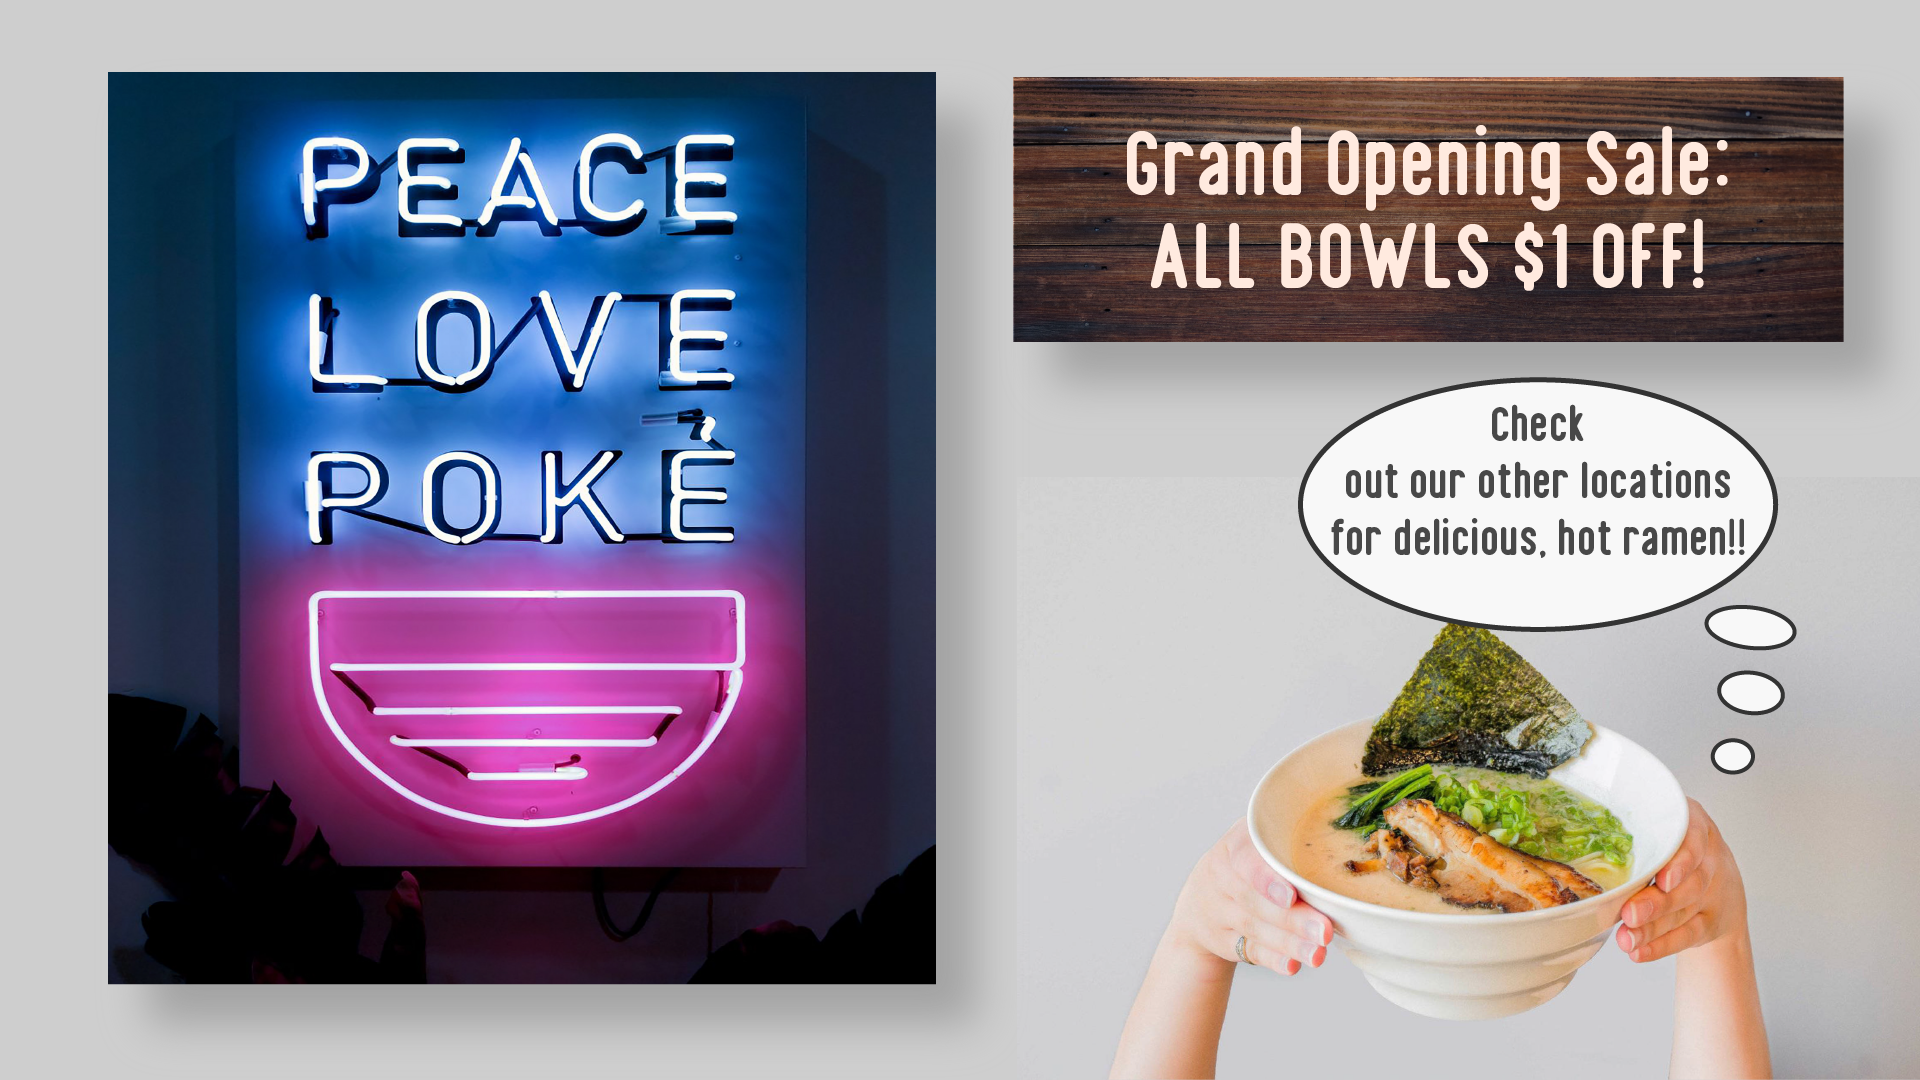 PEACE
LOVE
POKÈ
Grand Opening Sale:
ALL BOWLS $1 OFF!
Check
out our other locations
for delicious, hot ramen!!